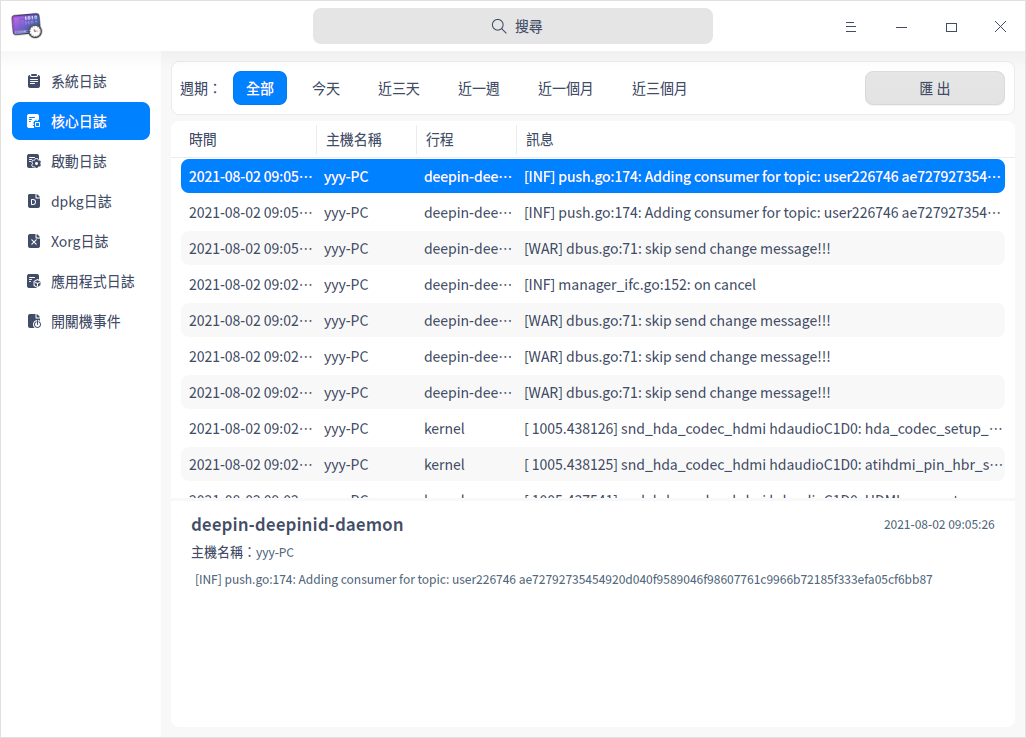 搜尋
系統日誌
核心日誌
啟動日誌
dpkg日誌
Xorg日誌
應用程式日誌
開關機事件
週期： 全部 今天 近三天 近一週 近一個月 近三個月 匯出
時間 主機名稱 行程 訊息
2021-08-02 09:05··· yyy-PC deepin-dee··· [INF] push.go:174: Adding consumer for topic: user226746 ae727927354···
2021-08-02 09:05··· yyy-PC deepin-dee··· [INF] push.go:174: Adding consumer for topic: user226746 ae727927354···
2021-08-02 09:05··· yyy-PC deepin-dee··· [WAR] dbus.go:71: skip send change message!!!
2021-08-02 09:02··· yyy-PC deepin-dee··· [INF] manager_ifc.go:152: on cancel
2021-08-02 09:02··· yyy-PC deepin-dee··· [WAR] dbus.go:71: skip send change message!!!
2021-08-02 09:02··· yyy-PC deepin-dee··· [WAR] dbus.go:71: skip send change message!!!
2021-08-02 09:02··· yyy-PC deepin-dee··· [WAR] dbus.go:71: skip send change message!!!
2021-08-02 09:02··· yyy-PC kernel [ 1005.438126] snd_hda_codec_hdmi hdaudioC1D0: hda_codec_setup_···
2021-08-02 09:02··· yyy-PC kernel [ 1005.438125] snd_hda_codec_hdmi hdaudioC1D0: atihdmi_pin_hbr_s···
deepin-deepinid-daemon 2021-08-02 09:05:26
主機名稱：yyy-PC
[INF] push.go:174: Adding consumer for topic: user226746 ae72792735454920d040f9589046f98607761c9966b72185f333efa05cf6bb87